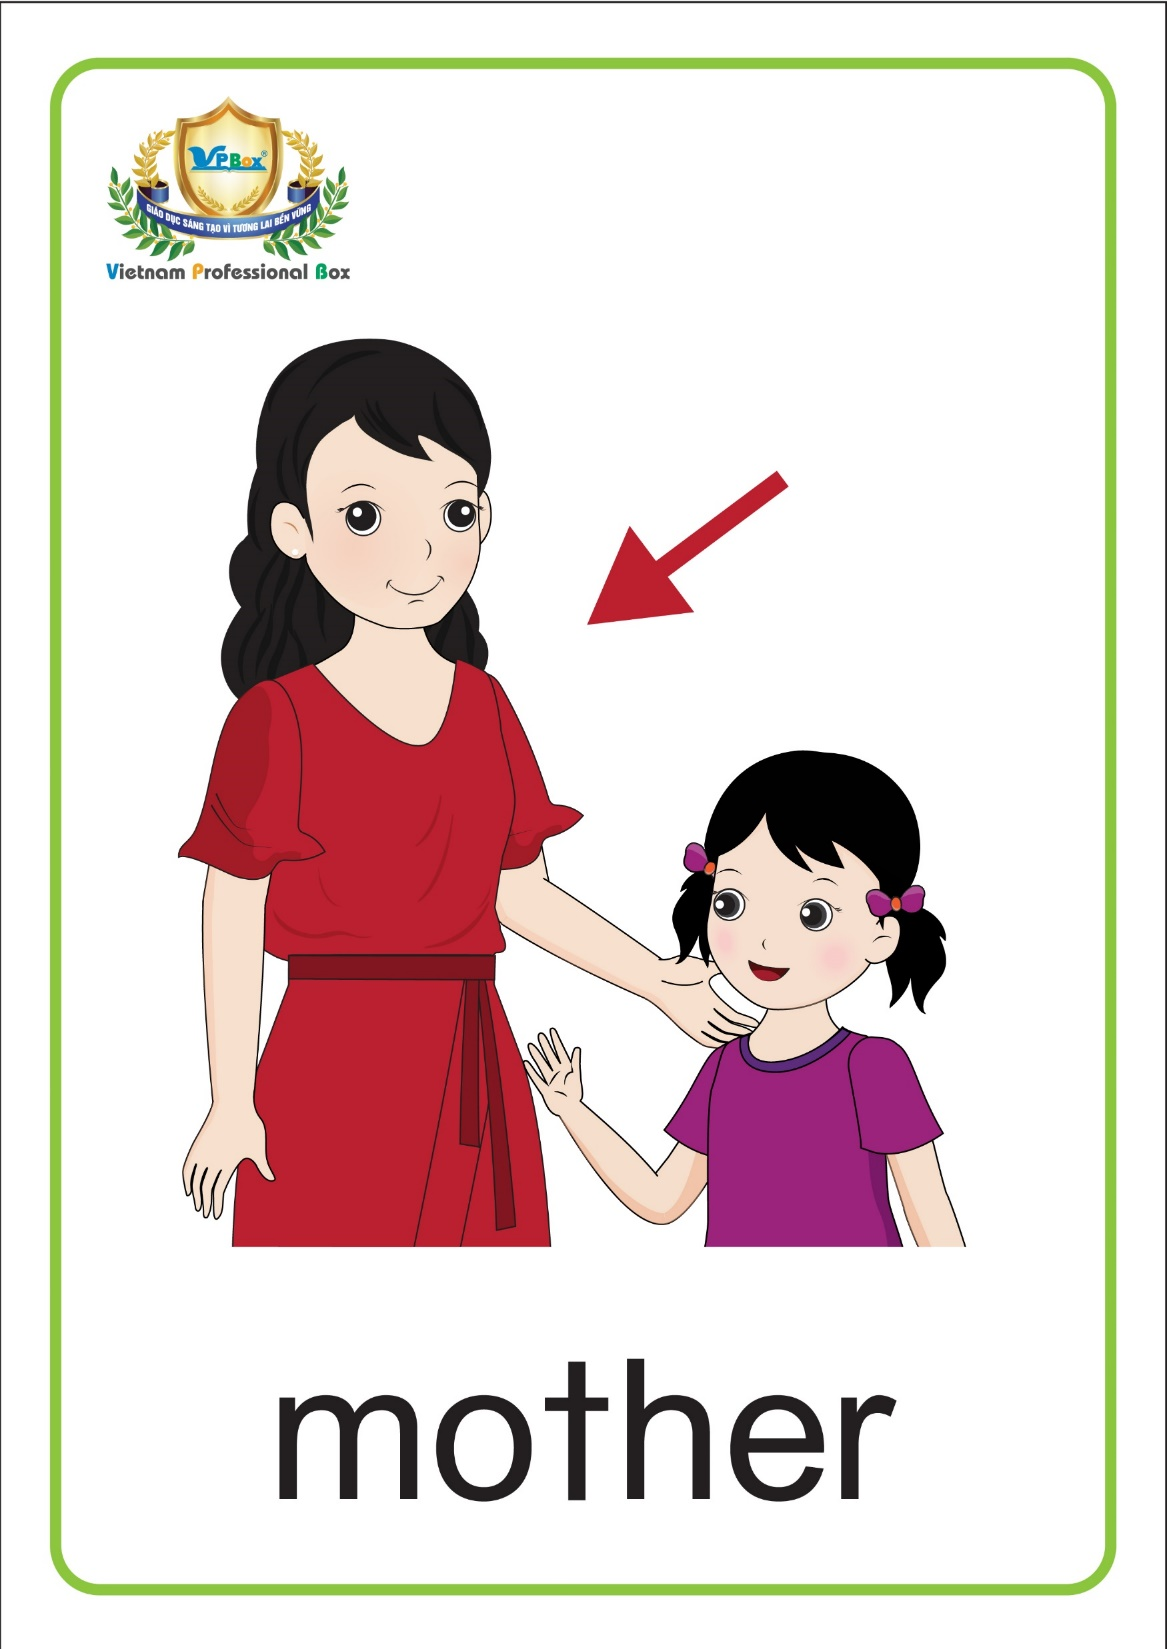 VPBox®
GIÁO DỤC SÁNG TẠO VÌ TƯƠNG LAI BỀN VỮNG
Vietnam Professional Box
mother